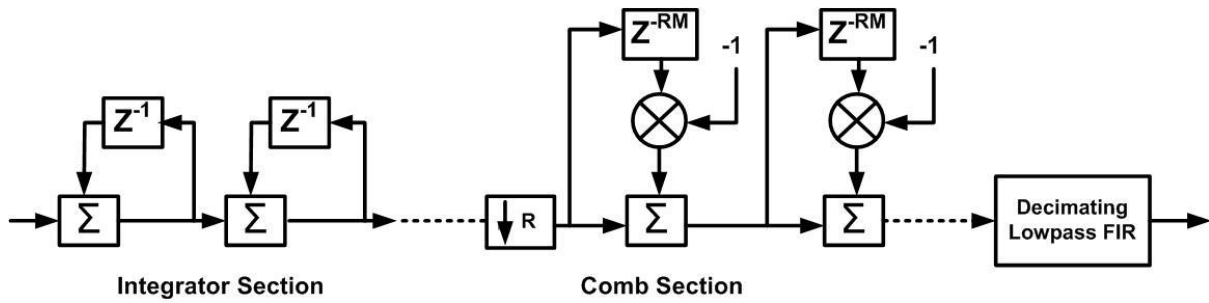 Z-RM
Z-RM
-1
-1
Z-1
Z-1
Σ
Σ
R
Σ
Σ
Decimating
Lowpass FIR
Integrator Section
Comb Section